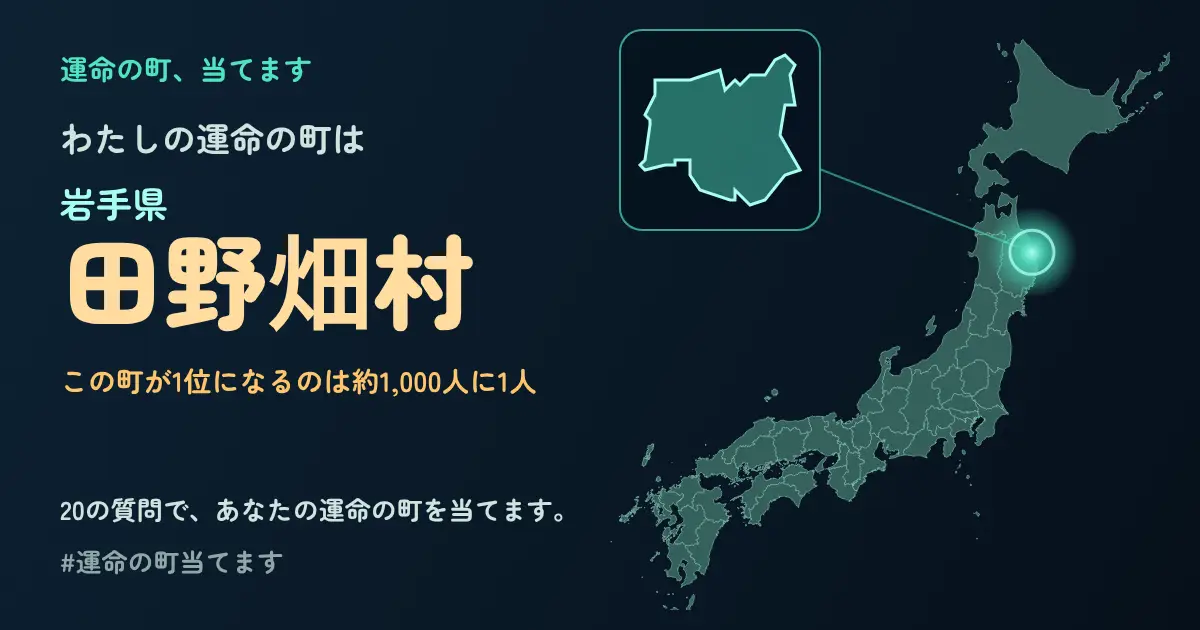 運命の町、当てます
わたしの運命の町は
岩手県
田野畑村
この町が1位になるのは約1,000人に1人
20の質問で、あなたの運命の町を当てます。
#運命の町当てます